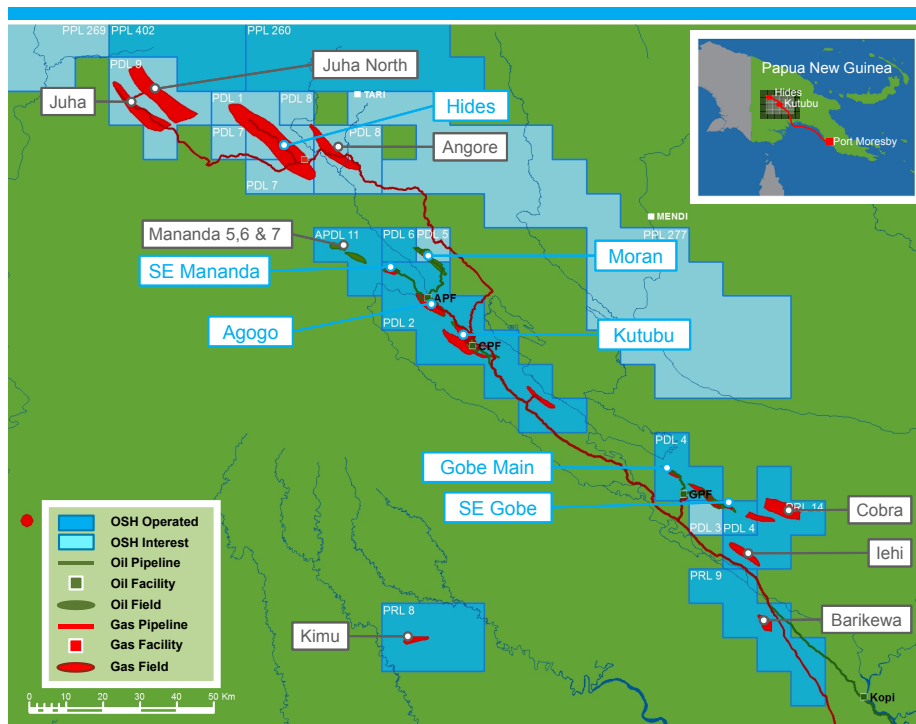 PPL 269
PPL 402
PPL 260
PDL 9
Juha North
Juha
TARI
PDL 1
PDL 8
Hides
PDL 7
PDL 8
Angore
PDL 7
Papua New Guinea
Hides
Kutubu
Port Moresby
MENDI
PPL 277
Mananda 5,6 & 7
APDL 11
PDL 6
PDL 5
Moran
SE Mananda
APF
Agogo
PDL 2
Kutubu
CPF
PDL 4
Gobe Main
GPF
SE Gobe
PRL 14
Cobra
PDL 3
PDL 4
Iehi
PRL 9
PRL 8
Kimu
Barikewa
Kopi
OSH Operated
OSH Interest
Oil Pipeline
Oil Facility
Oil Field
Gas Pipeline
Gas Facility
Gas Field
0 10 20 30 40 50 Km